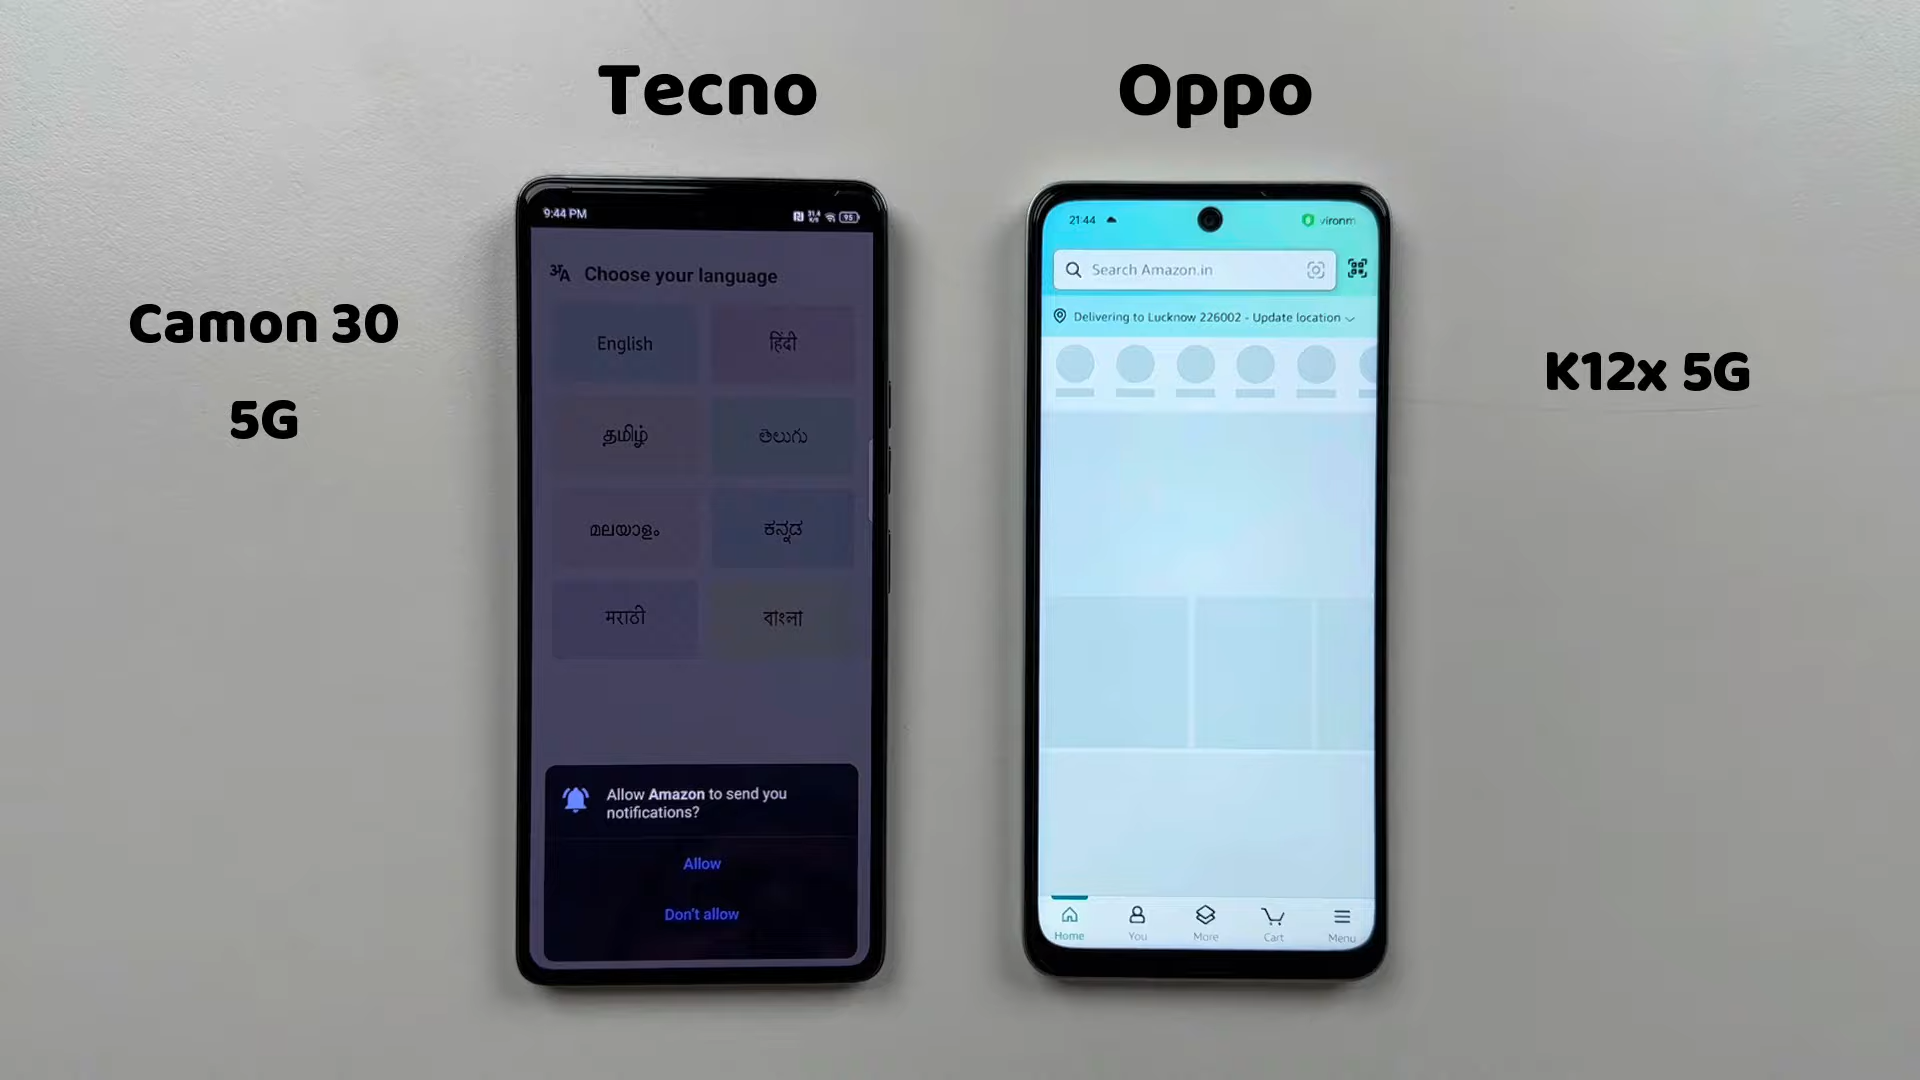 Tecno
Oppo
Camon 30
5G
K12x 5G
9:44 PM
95
Choose your language
English
हिंदी
தமிழ்
తెలుగు
മലയാളം
ಕನ್ನಡ
मराठी
বাংলা
Allow Amazon to send you
notifications?
Allow
Don't allow
21:44
vironm
Search Amazon.in
Delivering to Lucknow 226002 - Update location
Home
You
More
Cart
Menu